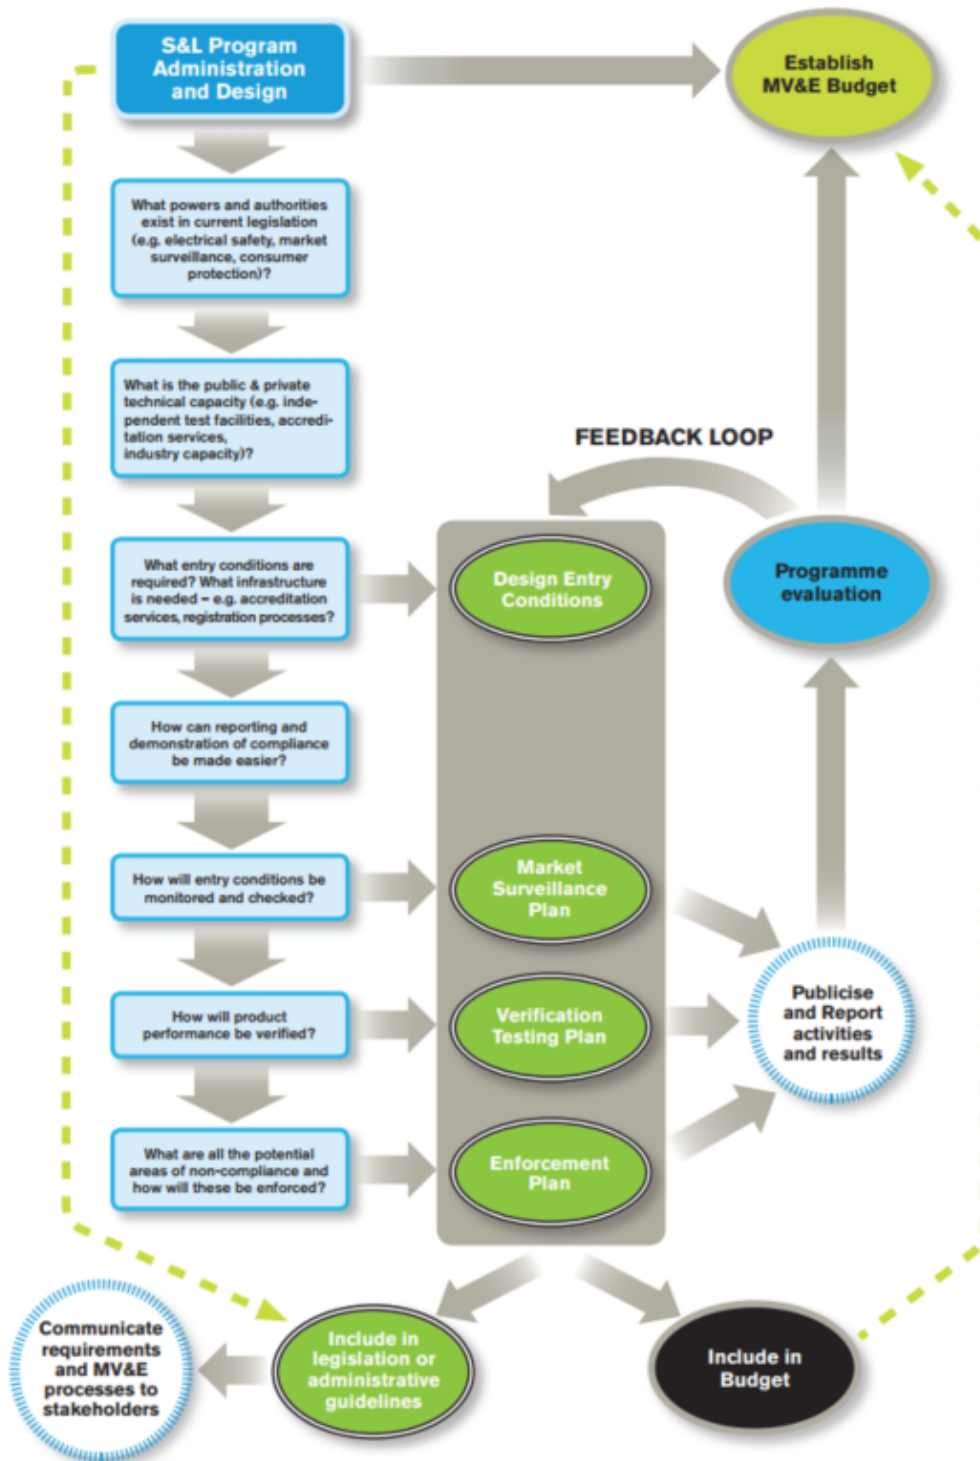 S&L Program
Administration
and Design
Establish
MV&E Budget
What powers and authorities
exist in current legislation
(e.g. electrical safety, market
surveillance, consumer
protection)?
What is the public & private
technical capacity (e.g. inde-
pendent test facilities, accredi-
tation services,
industry capacity)?
FEEDBACK LOOP
What entry conditions are
required? What infrastructure
is needed – e.g. accreditation
services, registration processes?
Design Entry
Conditions
Programme
evaluation
How can reporting and
demonstration of compliance
be made easier?
How will entry conditions be
monitored and checked?
Market
Surveillance
Plan
How will product
performance be verified?
Verification
Testing Plan
Publicise
and Report
activities
and results
What are all the potential
areas of non-compliance and
how will these be enforced?
Enforcement
Plan
Communicate
requirements
and MV&E
processes to
stakeholders
Include in
legislation or
administrative
guidelines
Include in
Budget